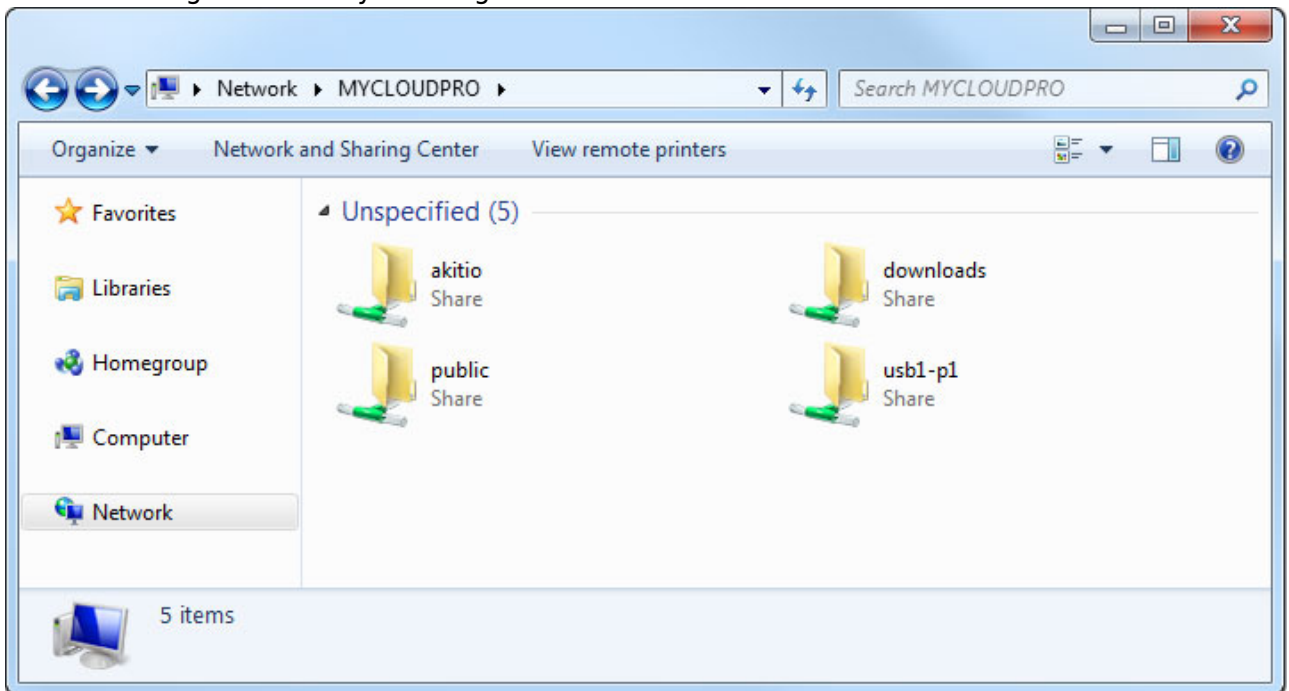 Network ▸ MYCLOUDPRO ▸
Search MYCLOUDPRO
Organize Network and Sharing Center View remote printers
Favorites
Libraries
Homegroup
Computer
Network
Unspecified (5)
akitio
Share
downloads
Share
public
Share
usb1-p1
Share
5 items